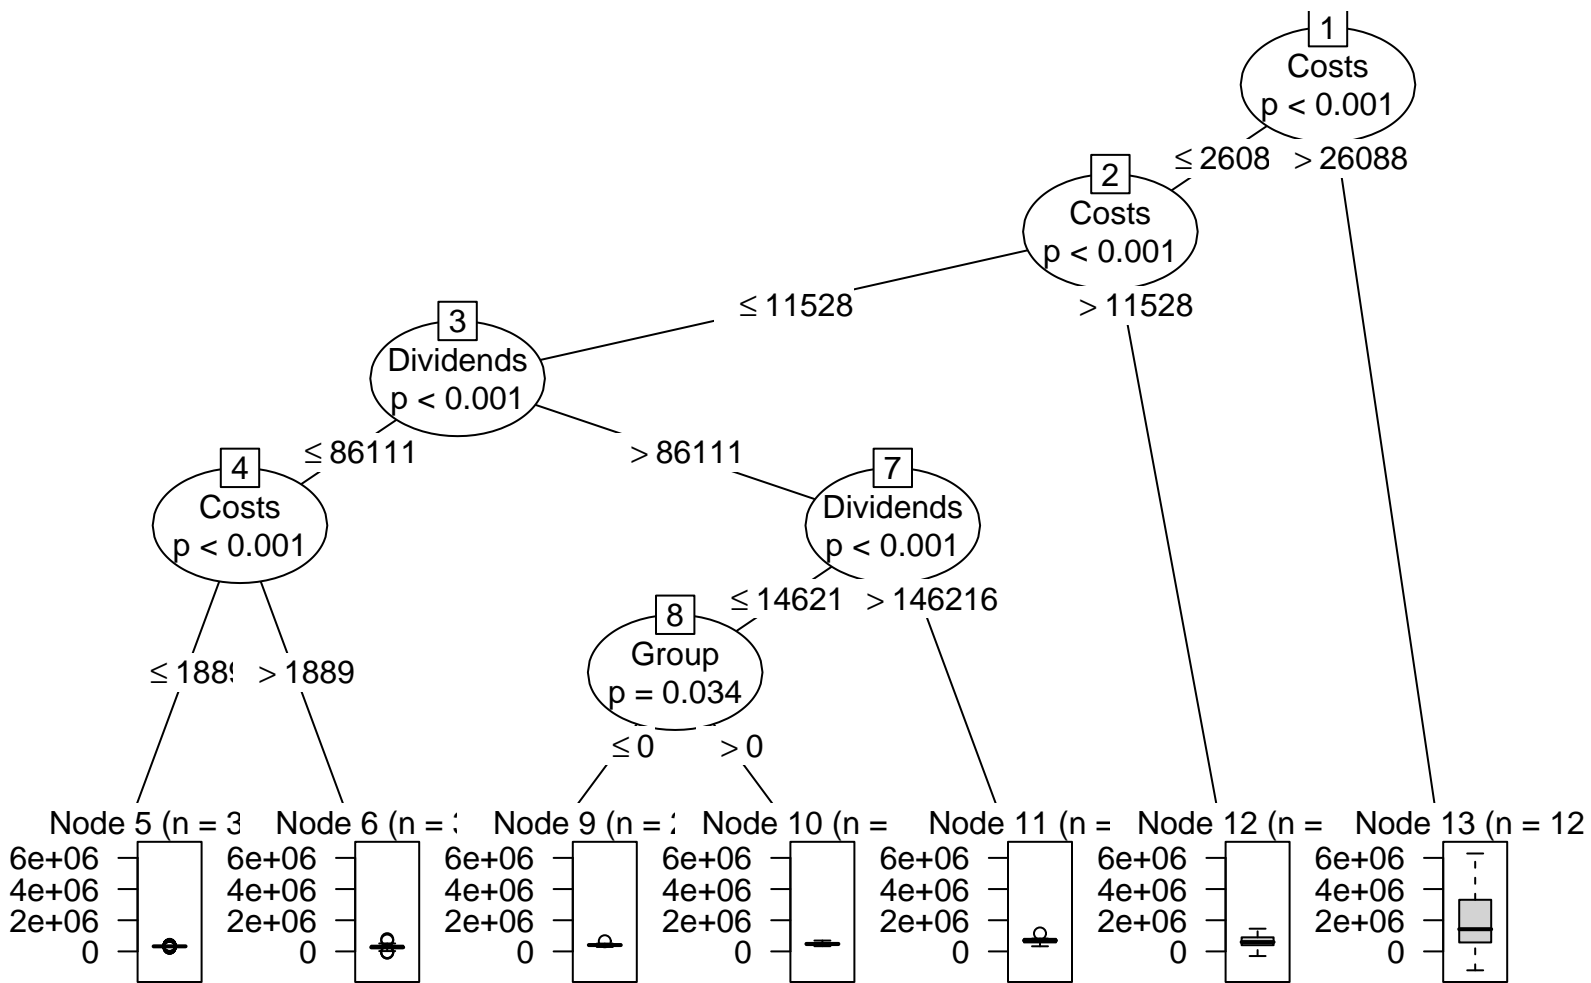 1
Costs
p < 0.001
≤ 2608
> 26088
2
Costs
p < 0.001
≤ 11528
> 11528
3
Dividends
p < 0.001
≤ 86111
> 86111
4
Costs
p < 0.001
7
Dividends
p < 0.001
≤ 14621
> 146216
8
Group
p = 0.034
≤ 188
> 1889
≤ 0
> 0
Node 5 (n = 3
Node 6 (n =
Node 9 (n =
Node 10 (n =
Node 11 (n =
Node 12 (n =
Node 13 (n = 12
6e+06
4e+06
2e+06
0
6e+06
4e+06
2e+06
0
6e+06
4e+06
2e+06
0
6e+06
4e+06
2e+06
0
6e+06
4e+06
2e+06
0
6e+06
4e+06
2e+06
0
6e+06
4e+06
2e+06
0